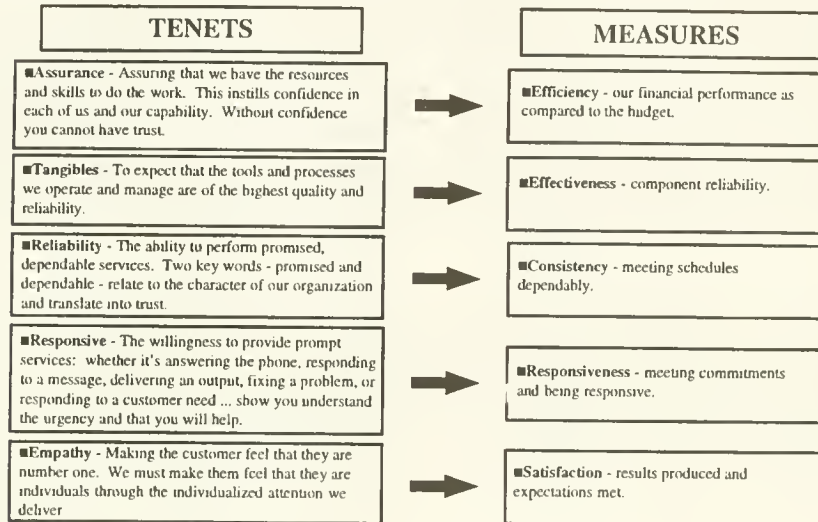 TENETS
■Assurance - Assuring that we have the resources
and skills to do the work. This instills confidence in
each of us and our capability. Without confidence
you cannot have trust.
■Tangibles - To expect that the tools and processes
we operate and manage are of the highest quality and
reliability.
■Reliability - The ability to perform promised,
dependable services. Two key words - promised and
dependable - relate to the character of our organization
and translate into trust.
■Responsive - The willingness to provide prompt
services: whether it's answering the phone, responding
to a message, delivering an output, fixing a problem, or
responding to a customer need ... show you understand
the urgency and that you will help.
■Empathy - Making the customer feel that they are
number one. We must make them feel that they are
individuals through the individualized attention we
deliver
MEASURES
■Efficiency - our financial performance as
compared to the budget.
■Effectiveness - component reliability.
■Consistency - meeting schedules
dependably.
■Responsiveness - meeting commitments
and being responsive.
■Satisfaction - results produced and
expectations met.